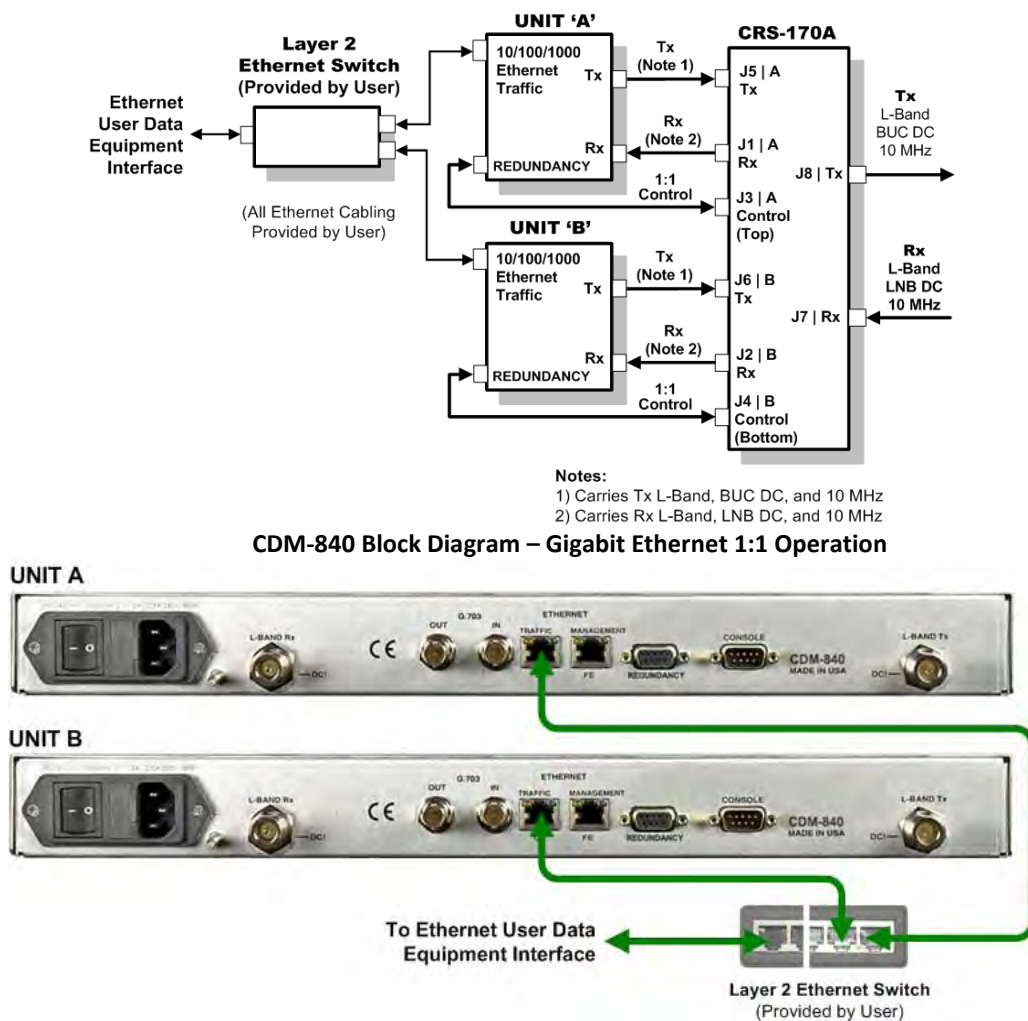 UNIT 'A'
CRS-170A
Layer 2
Ethernet Switch
(Provided by User)
Ethernet
User Data
Equipment
Interface
(All Ethernet Cabling
Provided by User)
10/100/1000
Ethernet
Traffic
Tx
Rx
REDUNDANCY
Tx
(Note 1)
Rx
(Note 2)
1:1
Control
J5 | A
Tx
J1 | A
Rx
J3 | A
Control
(Top)
J8 | Tx
Tx
L-Band
BUC DC
10 MHz
UNIT 'B'
10/100/1000
Ethernet
Traffic
Tx
Rx
REDUNDANCY
Tx
(Note 1)
Rx
(Note 2)
1:1
Control
J6 | B
Tx
J2 | B
Rx
J4 | B
Control
(Bottom)
J7 | Rx
Rx
L-Band
LNB DC
10 MHz
Notes:
1) Carries Tx L-Band, BUC DC, and 10 MHz
2) Carries Rx L-Band, LNB DC, and 10 MHz
CDM-840 Block Diagram – Gigabit Ethernet 1:1 Operation
UNIT A
I O
L-BAND Rx
DC!
CE
G.703
OUT
IN
ETHERNET
TRAFFIC
MANAGEMENT
FE
REDUNDANCY
CONSOLE
CDM-840
MADE IN USA
L-BAND Tx
DC!
UNIT B
I O
L-BAND Rx
DC!
CE
G.703
OUT
IN
ETHERNET
TRAFFIC
MANAGEMENT
FE
REDUNDANCY
CONSOLE
CDM-840
MADE IN USA
L-BAND Tx
DC!
To Ethernet User Data
Equipment Interface
Layer 2 Ethernet Switch
(Provided by User)